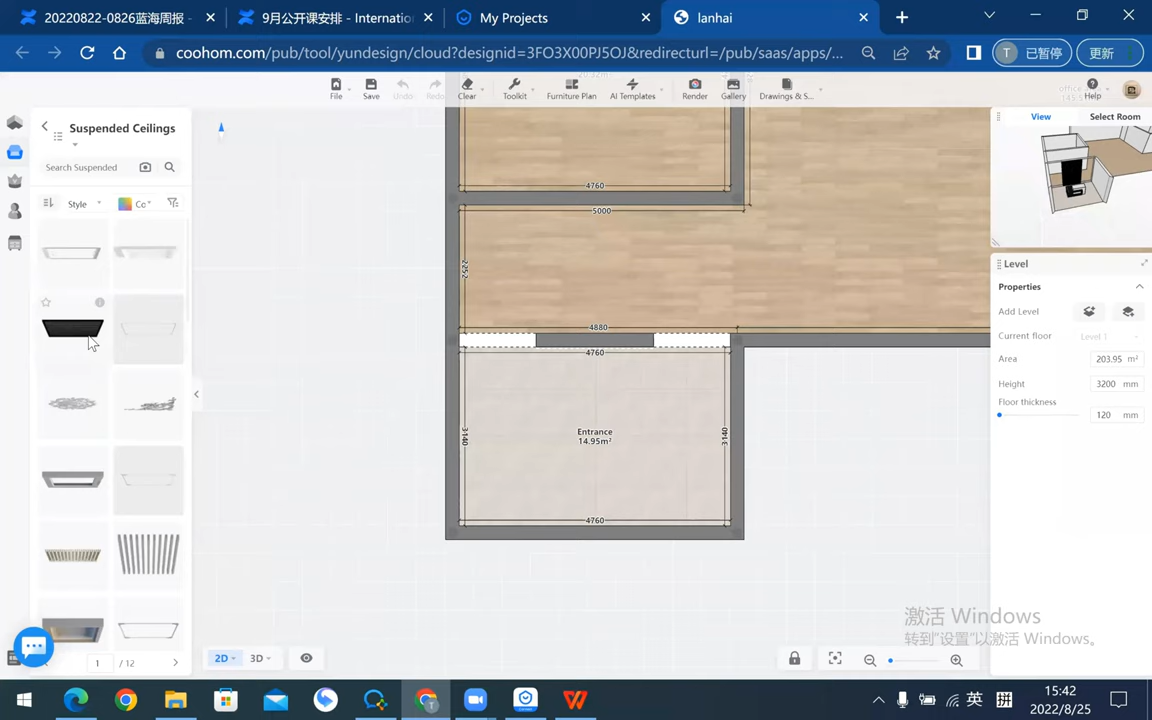 20220822-0826蓝海周报 -
9月公开课安排 - Internatio
My Projects
lanhai
coohom.com/pub/tool/yundesign/cloud?designid=3FO3X00PJ5OJ&redirecturl=/pub/saas/apps/...
T 已暂停
更新
File
Save
Undo
Redo
Clear
Toolkit
Furniture Plan
AI Templates
Render
Gallery
Drawings & S...
Help
Suspended Ceilings
Search Suspended
Style
Co
View
Select Room
4760
5000
2252
4880
4760
3140
Entrance
14.95m²
3140
4760
Level
Properties
Add Level
Current floor
Level 1
Area
203.95 m²
Height
3200 mm
Floor thickness
120 mm
1 / 12
2D
3D
激活 Windows
转到"设置"以激活 Windows。
英
拼
15:42
2022/8/25